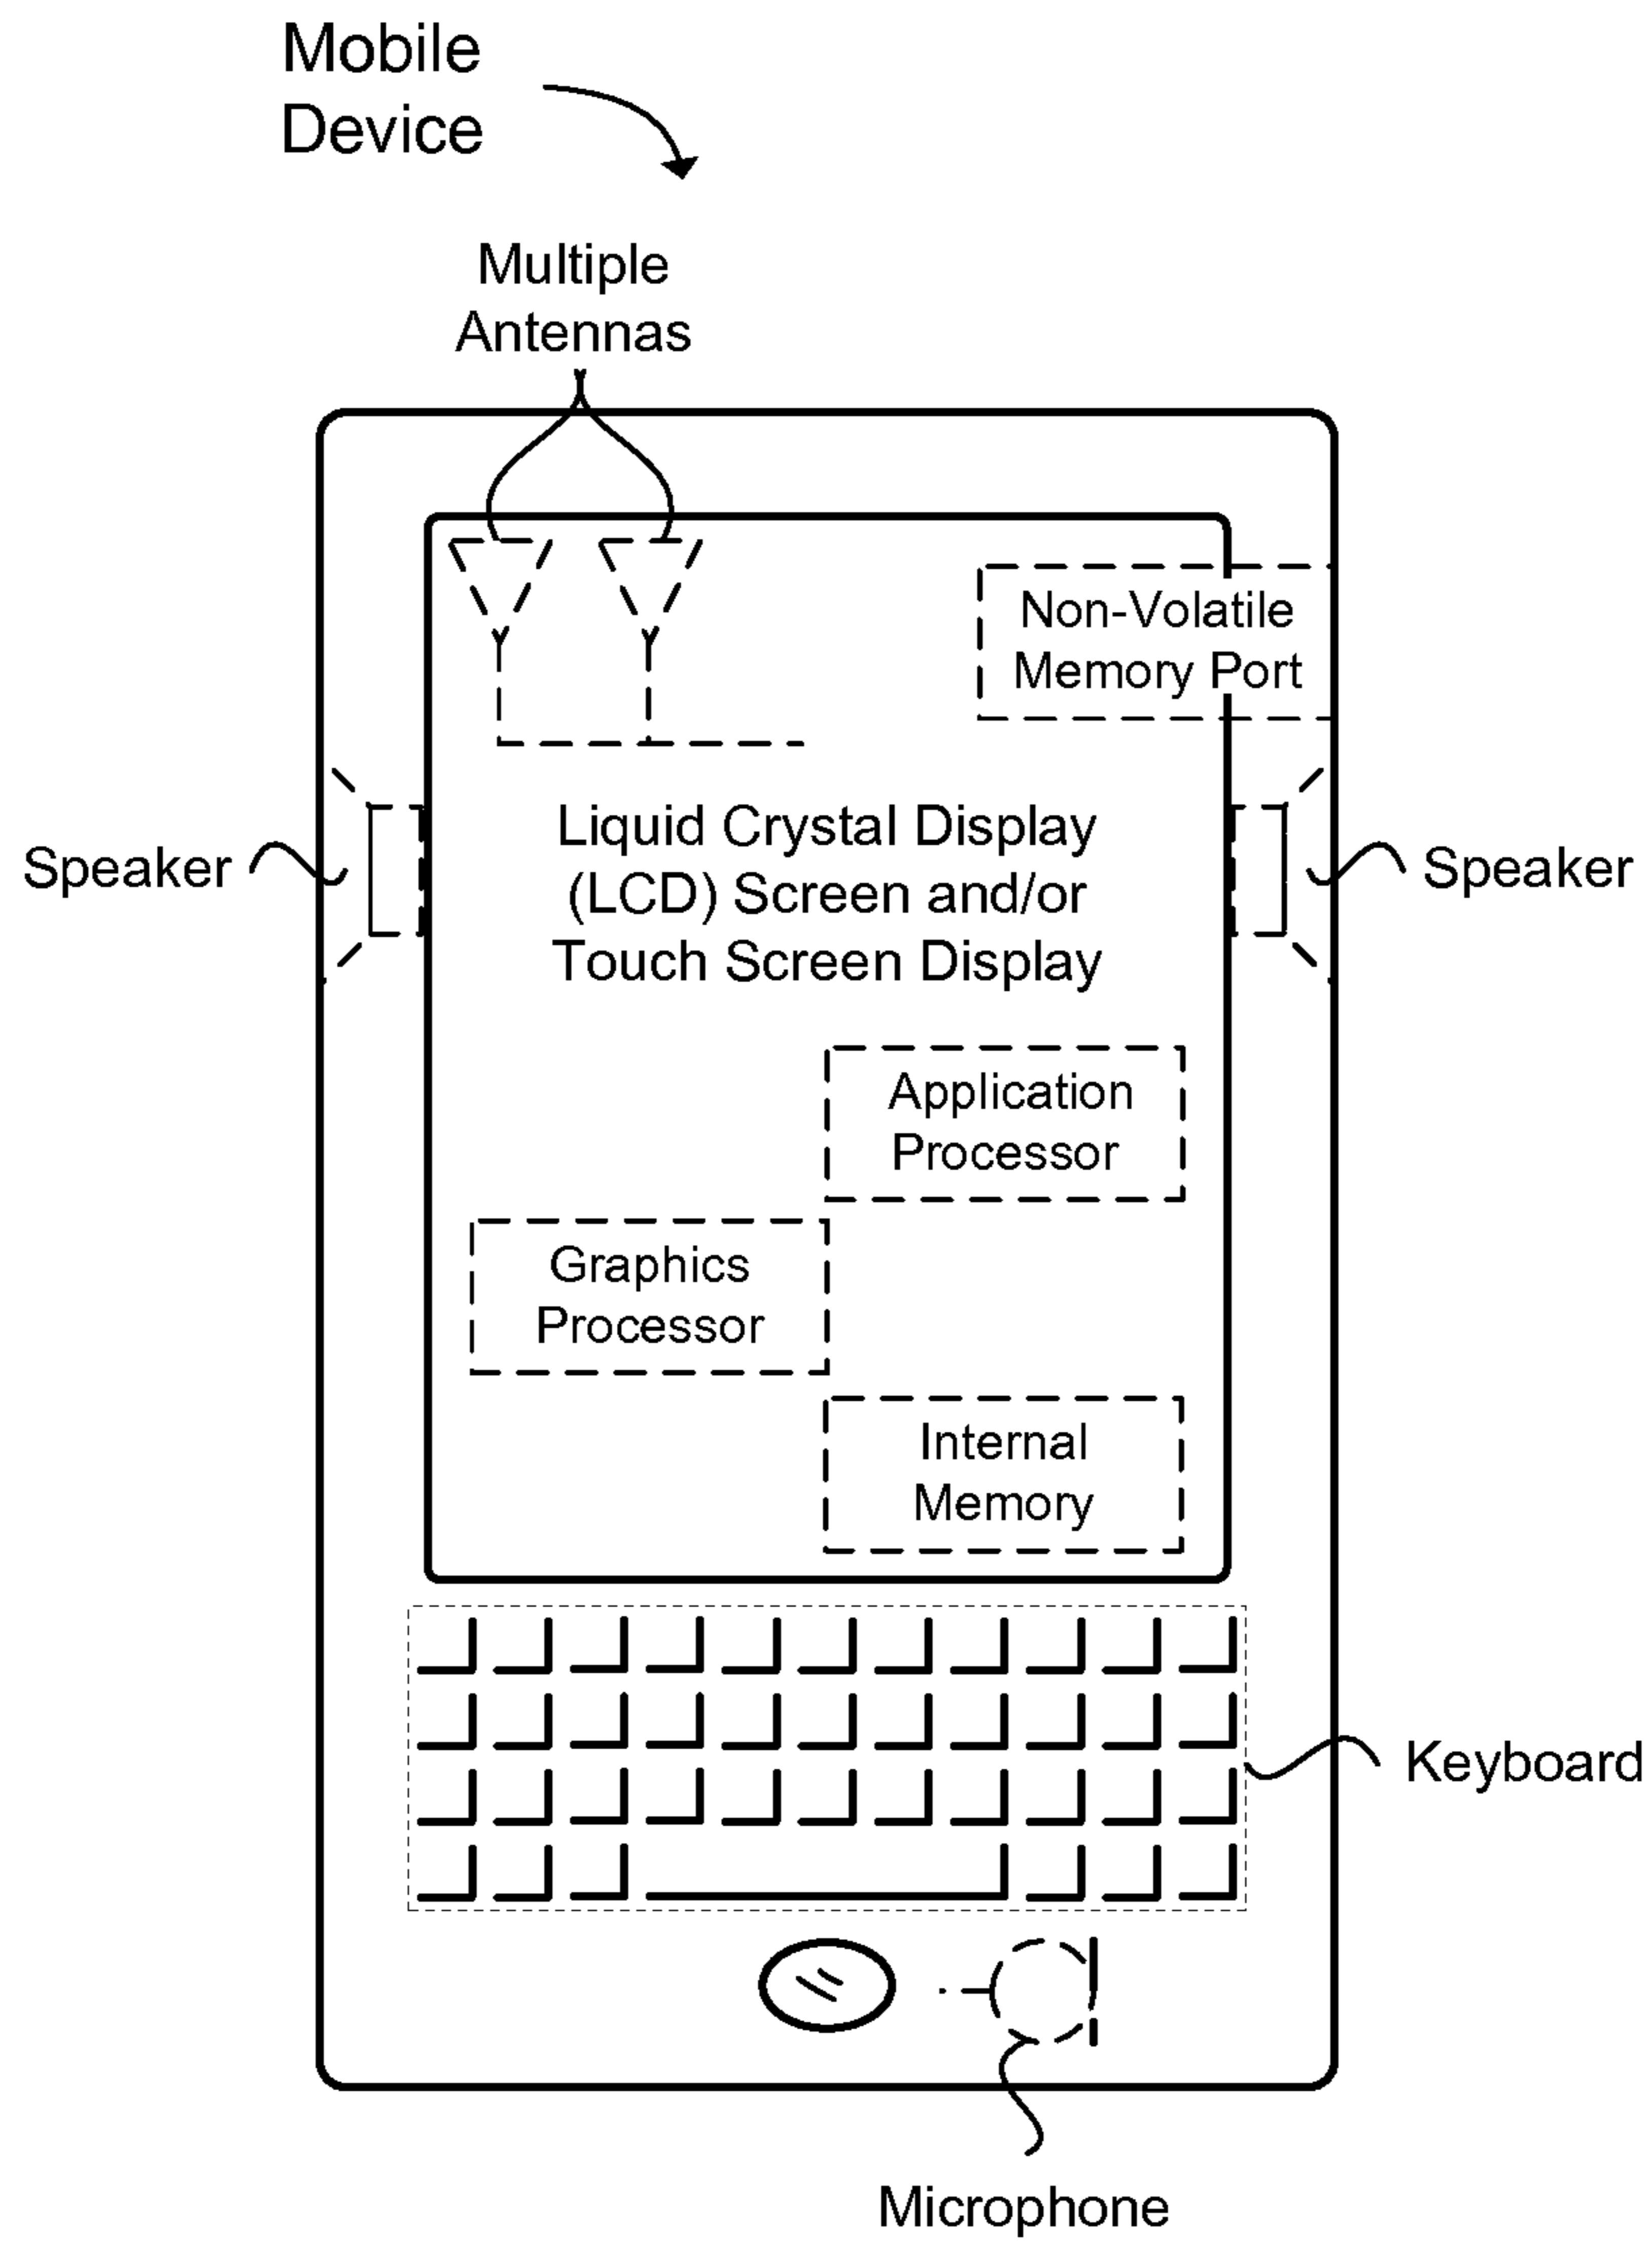 Mobile
Device
Multiple
Antennas
Non-Volatile
Memory Port
Speaker
Liquid Crystal Display
(LCD) Screen and/or
Touch Screen Display
Speaker
Application
Processor
Graphics
Processor
Internal
Memory
Keyboard
Microphone